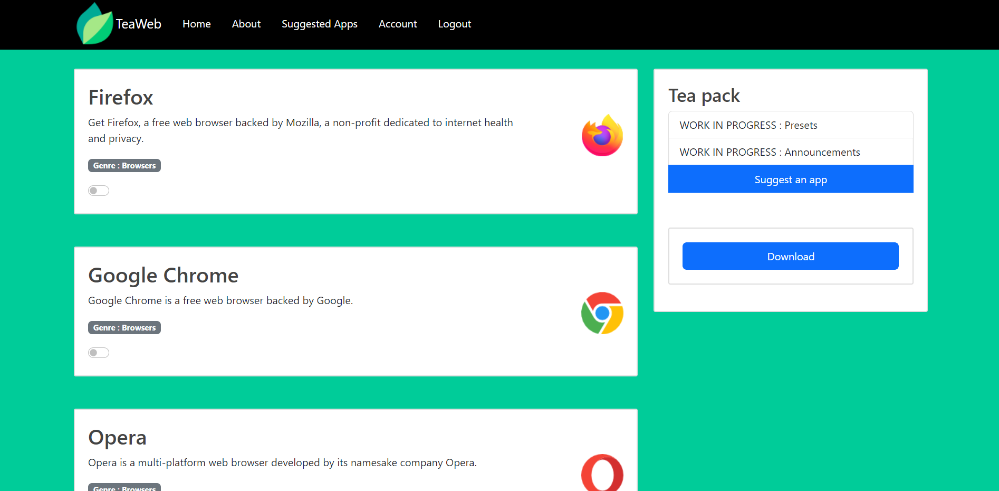 TeaWeb Home About Suggested Apps Account Logout
Firefox
Get Firefox, a free web browser backed by Mozilla, a non-profit dedicated to internet health
and privacy.
Genre : Browsers
Google Chrome
Google Chrome is a free web browser backed by Google.
Genre : Browsers
Opera
Opera is a multi-platform web browser developed by its namesake company Opera.
Genre : Browsers
Tea pack
WORK IN PROGRESS : Presets
WORK IN PROGRESS : Announcements
Suggest an app
Download